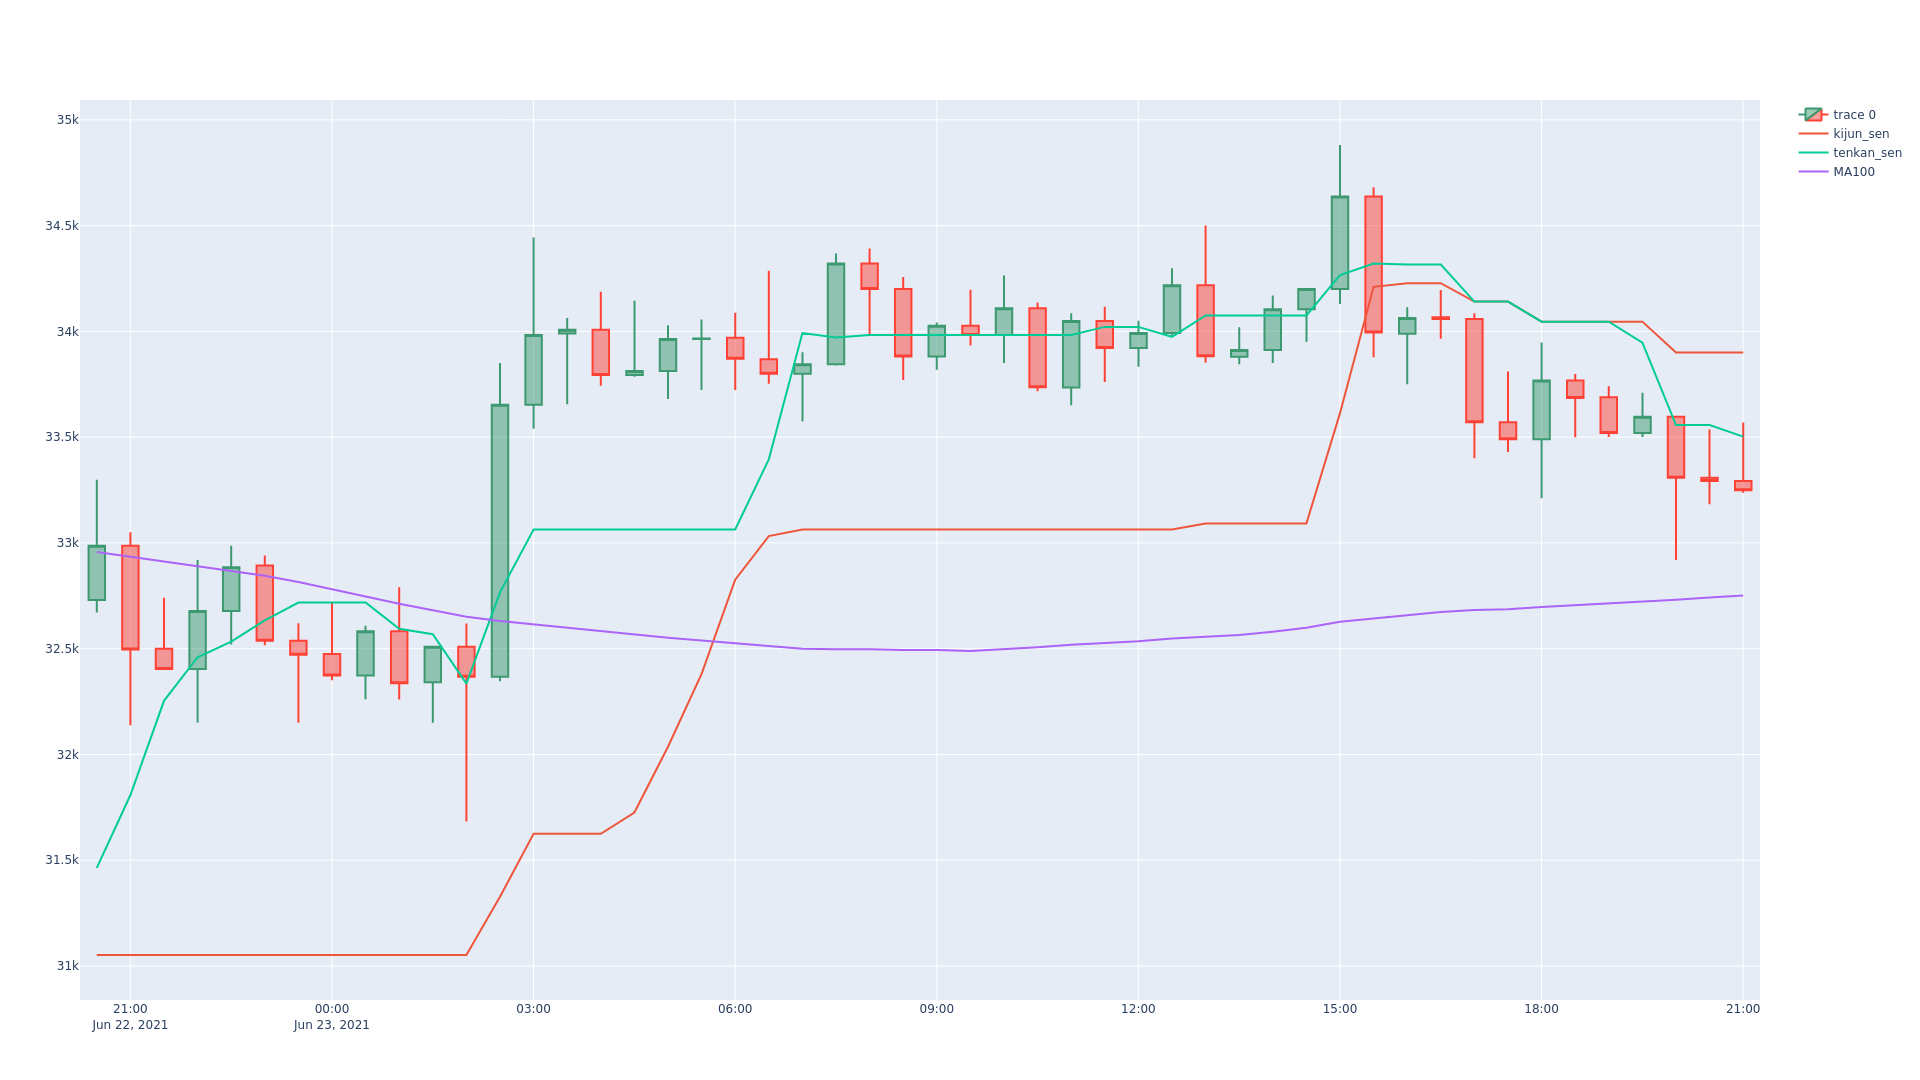 35k
34.5k
34k
33.5k
33k
32.5k
32k
31.5k
31k
21:00
Jun 22, 2021
00:00
Jun 23, 2021
03:00
06:00
09:00
12:00
15:00
18:00
21:00
trace 0
kijun_sen
tenkan_sen
MA100